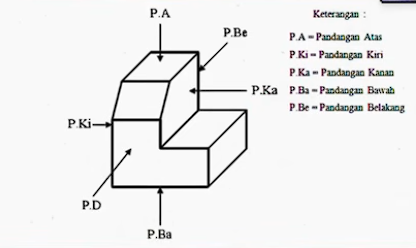 P.A
P.Be
P.Ka
P.Ki
P.D
P.Ba
Keterangan :
P.A = Pandangan Atas
P.Ki = Pandangan Kiri
P.Ka = Pandangan Kanan
P.Ba = Pandangan Bawah
P.Be = Pandangan Belakang